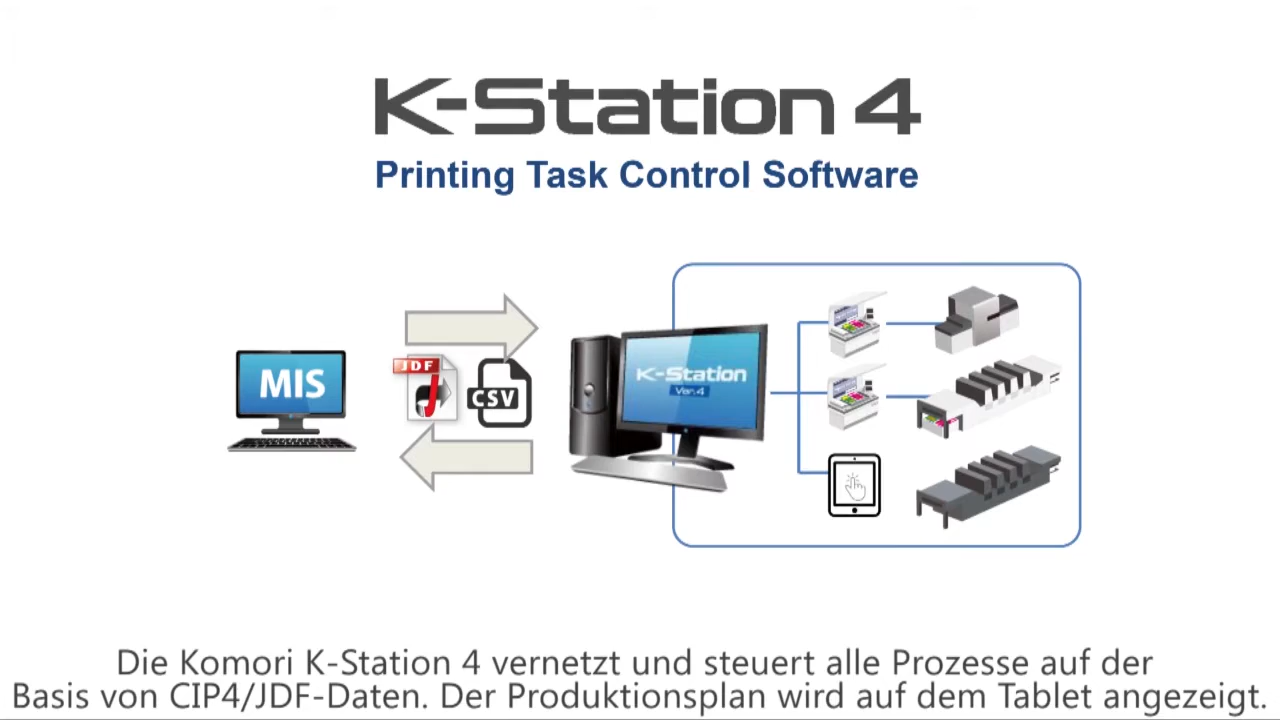 K-Station 4
Printing Task Control Software
MIS
JDF
CSV
K-Station
Ver.4
Die Komori K-Station 4 vernetzt und steuert alle Prozesse auf der
Basis von CIP4/JDF-Daten. Der Produktionsplan wird auf dem Tablet angezeigt.